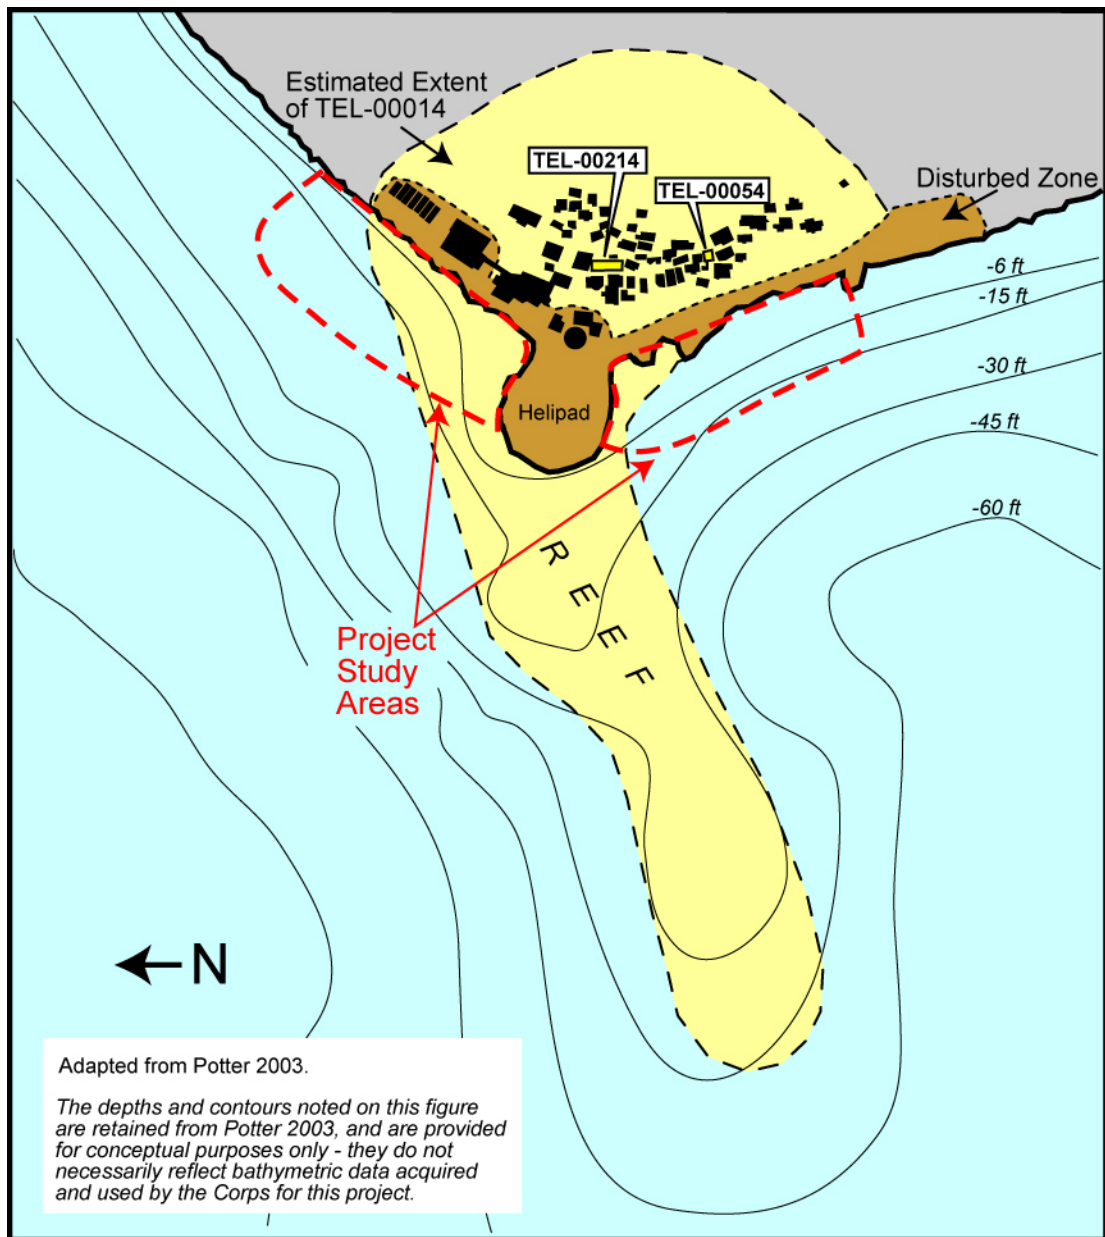 Estimated Extent
of TEL-00014
TEL-00214
TEL-00054
Disturbed Zone
-6 ft
-15 ft
-30 ft
-45 ft
-60 ft
Helipad
REEF
Project
Study
Areas
N
Adapted from Potter 2003.
The depths and contours noted on this figure
are retained from Potter 2003, and are provided
for conceptual purposes only - they do not
necessarily reflect bathymetric data acquired
and used by the Corps for this project.